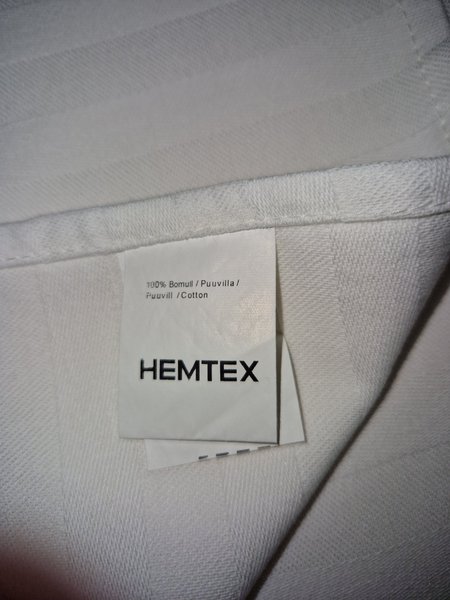 100% Bomull / Puuvilla /
Puuvill / Cotton
HEMTEX